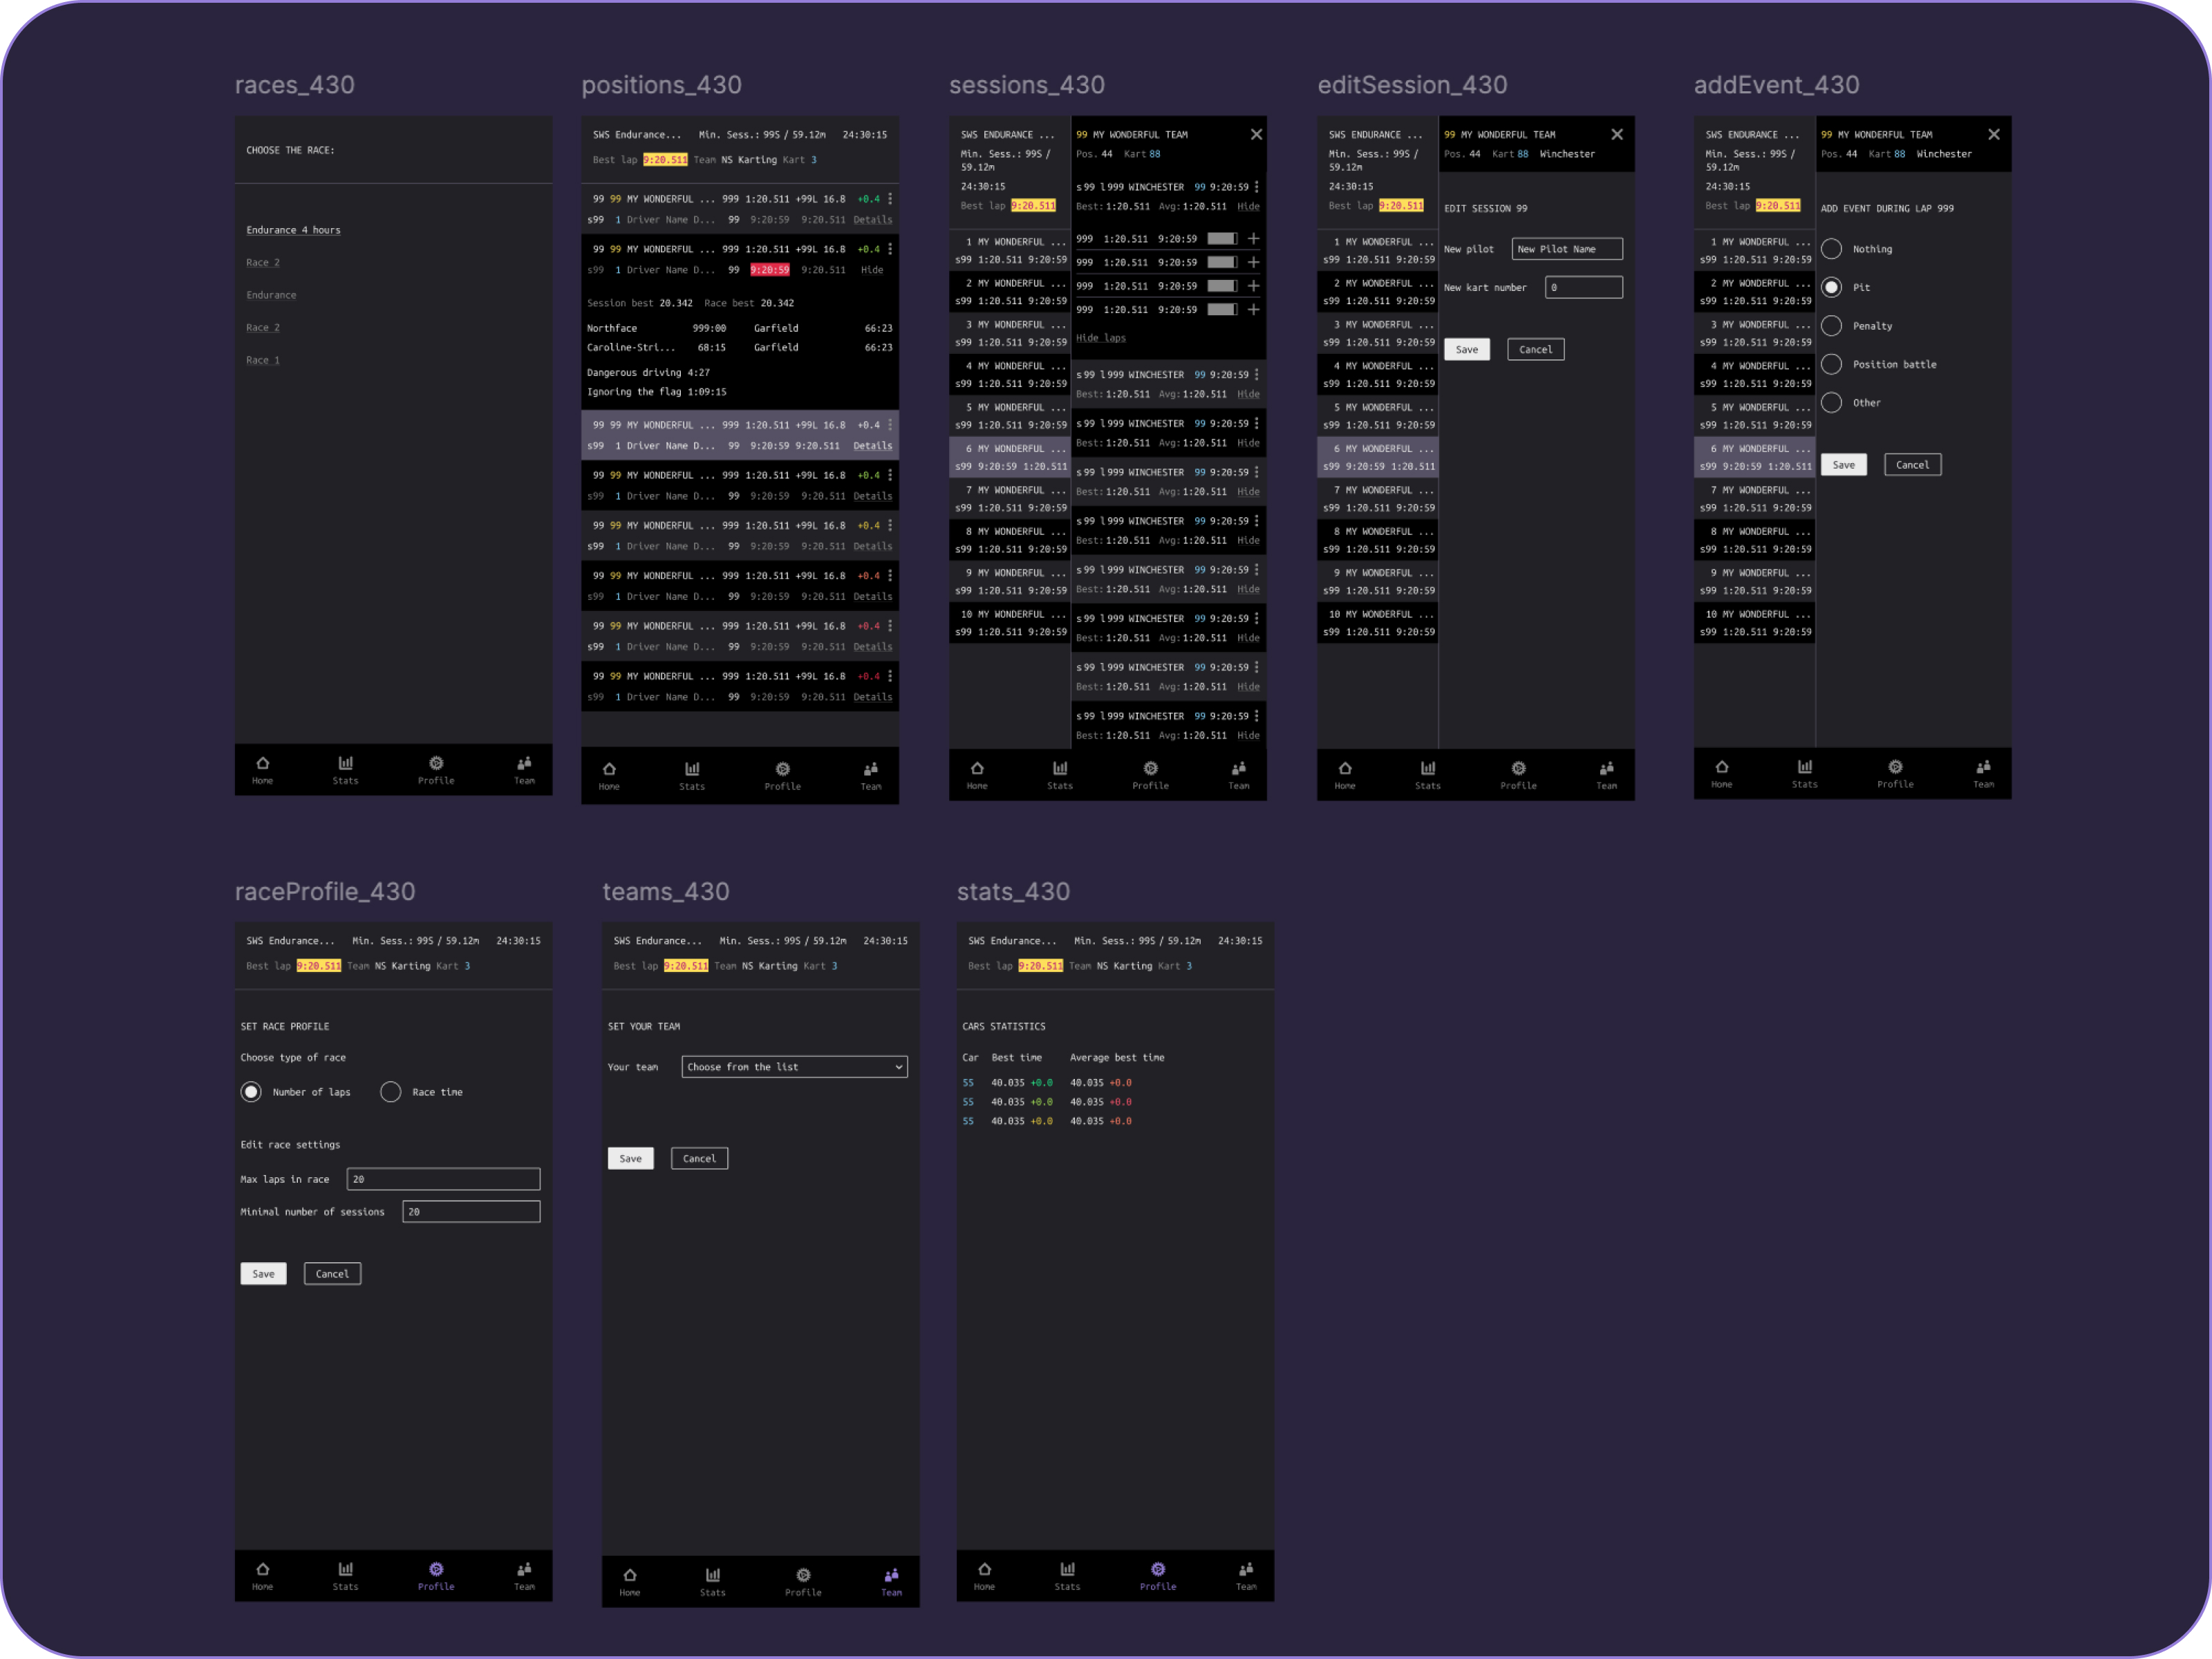 races_430
CHOOSE THE RACE:
Endurance 4 hours
Race 2
Endurance
Race 2
Race 1
Home Stats Profile Team
positions_430
SWS Endurance... Min. Sess.: 99S / 59.12m 24:30:15
Best lap 9:20.511 Team NS Karting Kart 3
99 99 MY WONDERFUL ... 999 1:20.511 +99L 16.8 +0.4
s99 1 Driver Name D... 99 9:20:59 9:20.511 Details
99 99 MY WONDERFUL ... 999 1:20.511 +99L 16.8 +0.4
s99 1 Driver Name D... 99 9:20:59 9:20.511 Hide
Session best 20.342 Race best 20.342
Northface 999:00 Garfield 66:23
Caroline-Stri... 68:15 Garfield 66:23
Dangerous driving 4:27
Ignoring the flag 1:09:15
99 99 MY WONDERFUL ... 999 1:20.511 +99L 16.8 +0.4
s99 1 Driver Name D... 99 9:20:59 9:20.511 Details
99 99 MY WONDERFUL ... 999 1:20.511 +99L 16.8 +0.4
s99 1 Driver Name D... 99 9:20:59 9:20.511 Details
99 99 MY WONDERFUL ... 999 1:20.511 +99L 16.8 +0.4
s99 1 Driver Name D... 99 9:20:59 9:20.511 Details
99 99 MY WONDERFUL ... 999 1:20.511 +99L 16.8 +0.4
s99 1 Driver Name D... 99 9:20:59 9:20.511 Details
99 99 MY WONDERFUL ... 999 1:20.511 +99L 16.8 +0.4
s99 1 Driver Name D... 99 9:20:59 9:20.511 Details
99 99 MY WONDERFUL ... 999 1:20.511 +99L 16.8 +0.4
s99 1 Driver Name D... 99 9:20:59 9:20.511 Details
Home Stats Profile Team
sessions_430
SWS ENDURANCE ...
Min. Sess.: 99S /
59.12m
24:30:15
Best lap 9:20.511
1 MY WONDERFUL ...
s99 1:20.511 9:20:59
2 MY WONDERFUL ...
s99 1:20.511 9:20:59
3 MY WONDERFUL ...
s99 1:20.511 9:20:59
4 MY WONDERFUL ...
s99 1:20.511 9:20:59
5 MY WONDERFUL ...
s99 1:20.511 9:20:59
6 MY WONDERFUL ...
s99 9:20:59 1:20.511
7 MY WONDERFUL ...
s99 1:20.511 9:20:59
8 MY WONDERFUL ...
s99 1:20.511 9:20:59
9 MY WONDERFUL ...
s99 1:20.511 9:20:59
10 MY WONDERFUL ...
s99 1:20.511 9:20:59
99 MY WONDERFUL TEAM
Pos. 44 Kart 88
s 99 l 999 WINCHESTER 99 9:20:59
Best: 1:20.511 Avg: 1:20.511 Hide
999 1:20.511 9:20:59
999 1:20.511 9:20:59
999 1:20.511 9:20:59
999 1:20.511 9:20:59
Hide laps
s 99 l 999 WINCHESTER 99 9:20:59
Best: 1:20.511 Avg: 1:20.511 Hide
s 99 l 999 WINCHESTER 99 9:20:59
Best: 1:20.511 Avg: 1:20.511 Hide
s 99 l 999 WINCHESTER 99 9:20:59
Best: 1:20.511 Avg: 1:20.511 Hide
s 99 l 999 WINCHESTER 99 9:20:59
Best: 1:20.511 Avg: 1:20.511 Hide
s 99 l 999 WINCHESTER 99 9:20:59
Best: 1:20.511 Avg: 1:20.511 Hide
s 99 l 999 WINCHESTER 99 9:20:59
Best: 1:20.511 Avg: 1:20.511 Hide
s 99 l 999 WINCHESTER 99 9:20:59
Best: 1:20.511 Avg: 1:20.511 Hide
s 99 l 999 WINCHESTER 99 9:20:59
Best: 1:20.511 Avg: 1:20.511 Hide
Home Stats Profile Team
editSession_430
SWS ENDURANCE ...
Min. Sess.: 99S /
59.12m
24:30:15
Best lap 9:20.511
1 MY WONDERFUL ...
s99 1:20.511 9:20:59
2 MY WONDERFUL ...
s99 1:20.511 9:20:59
3 MY WONDERFUL ...
s99 1:20.511 9:20:59
4 MY WONDERFUL ...
s99 1:20.511 9:20:59
5 MY WONDERFUL ...
s99 1:20.511 9:20:59
6 MY WONDERFUL ...
s99 9:20:59 1:20.511
7 MY WONDERFUL ...
s99 1:20.511 9:20:59
8 MY WONDERFUL ...
s99 1:20.511 9:20:59
9 MY WONDERFUL ...
s99 1:20.511 9:20:59
10 MY WONDERFUL ...
s99 1:20.511 9:20:59
99 MY WONDERFUL TEAM
Pos. 44 Kart 88 Winchester
EDIT SESSION 99
New pilot New Pilot Name
New kart number 0
Save Cancel
Home Stats Profile Team
addEvent_430
SWS ENDURANCE ...
Min. Sess.: 99S /
59.12m
24:30:15
Best lap 9:20.511
1 MY WONDERFUL ...
s99 1:20.511 9:20:59
2 MY WONDERFUL ...
s99 1:20.511 9:20:59
3 MY WONDERFUL ...
s99 1:20.511 9:20:59
4 MY WONDERFUL ...
s99 1:20.511 9:20:59
5 MY WONDERFUL ...
s99 1:20.511 9:20:59
6 MY WONDERFUL ...
s99 9:20:59 1:20.511
7 MY WONDERFUL ...
s99 1:20.511 9:20:59
8 MY WONDERFUL ...
s99 1:20.511 9:20:59
9 MY WONDERFUL ...
s99 1:20.511 9:20:59
10 MY WONDERFUL ...
s99 1:20.511 9:20:59
99 MY WONDERFUL TEAM
Pos. 44 Kart 88 Winchester
ADD EVENT DURING LAP 999
Nothing
Pit
Penalty
Position battle
Other
Save Cancel
Home Stats Profile Team
raceProfile_430
SWS Endurance... Min. Sess.: 99S / 59.12m 24:30:15
Best lap 9:20.511 Team NS Karting Kart 3
SET RACE PROFILE
Choose type of race
Number of laps Race time
Edit race settings
Max laps in race 20
Minimal number of sessions 20
Save Cancel
Home Stats Profile Team
teams_430
SWS Endurance... Min. Sess.: 99S / 59.12m 24:30:15
Best lap 9:20.511 Team NS Karting Kart 3
SET YOUR TEAM
Your team Choose from the list
Save Cancel
Home Stats Profile Team
stats_430
SWS Endurance... Min. Sess.: 99S / 59.12m 24:30:15
Best lap 9:20.511 Team NS Karting Kart 3
CARS STATISTICS
Car Best time Average best time
55 40.035 +0.0 40.035 +0.0
55 40.035 +0.0 40.035 +0.0
55 40.035 +0.0 40.035 +0.0
Home Stats Profile Team